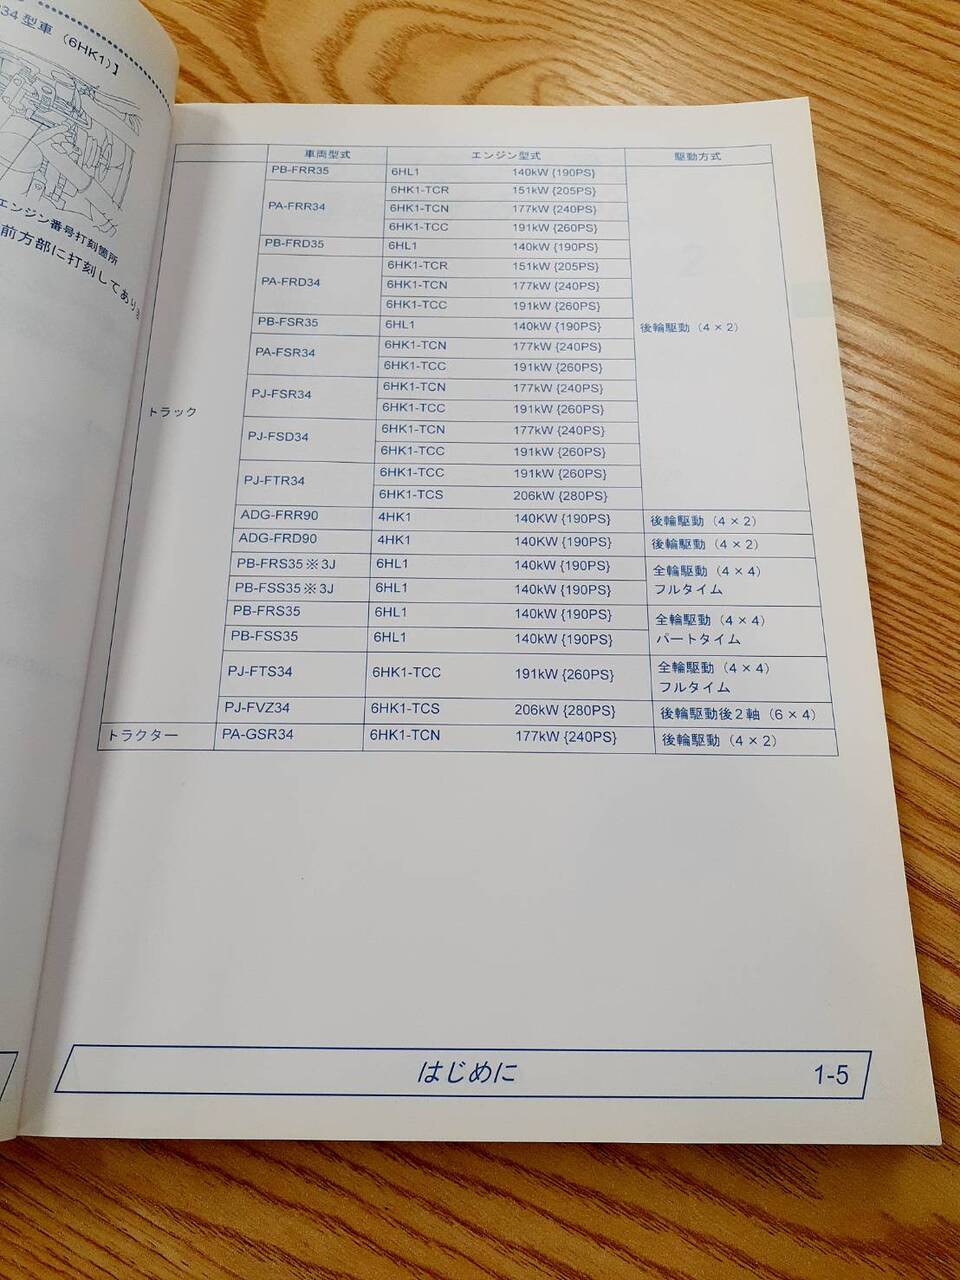 34型車(6HK1)】
エンジン番号打刻箇所
前方部に打刻してあり
車両型式 エンジン型式 駆動方式
トラック
PB-FRR35 6HL1 140kW {190PS}
PA-FRR34 6HK1-TCR 151kW {205PS}
6HK1-TCN 177kW {240PS}
6HK1-TCC 191kW {260PS}
PB-FRD35 6HL1 140kW {190PS}
PA-FRD34 6HK1-TCR 151kW {205PS}
6HK1-TCN 177kW {240PS}
6HK1-TCC 191kW {260PS}
PB-FSR35 6HL1 140kW {190PS} 後輪駆動(4×2)
PA-FSR34 6HK1-TCN 177kW {240PS}
6HK1-TCC 191kW {260PS}
PJ-FSR34 6HK1-TCN 177kW {240PS}
6HK1-TCC 191kW {260PS}
PJ-FSD34 6HK1-TCN 177kW {240PS}
6HK1-TCC 191kW {260PS}
PJ-FTR34 6HK1-TCC 191kW {260PS}
6HK1-TCS 206kW {280PS}
ADG-FRR90 4HK1 140KW {190PS} 後輪駆動(4×2)
ADG-FRD90 4HK1 140KW {190PS} 後輪駆動(4×2)
PB-FRS35※3J 6HL1 140kW {190PS} 全輪駆動(4×4)
PB-FSS35※3J 6HL1 140kW {190PS} フルタイム
PB-FRS35 6HL1 140kW {190PS} 全輪駆動(4×4)
PB-FSS35 6HL1 140kW {190PS} パートタイム
PJ-FTS34 6HK1-TCC 191kW {260PS} 全輪駆動(4×4)
フルタイム
PJ-FVZ34 6HK1-TCS 206kW {280PS} 後輪駆動後2軸(6×4)
トラクター PA-GSR34 6HK1-TCN 177kW {240PS} 後輪駆動(4×2)
はじめに 1-5